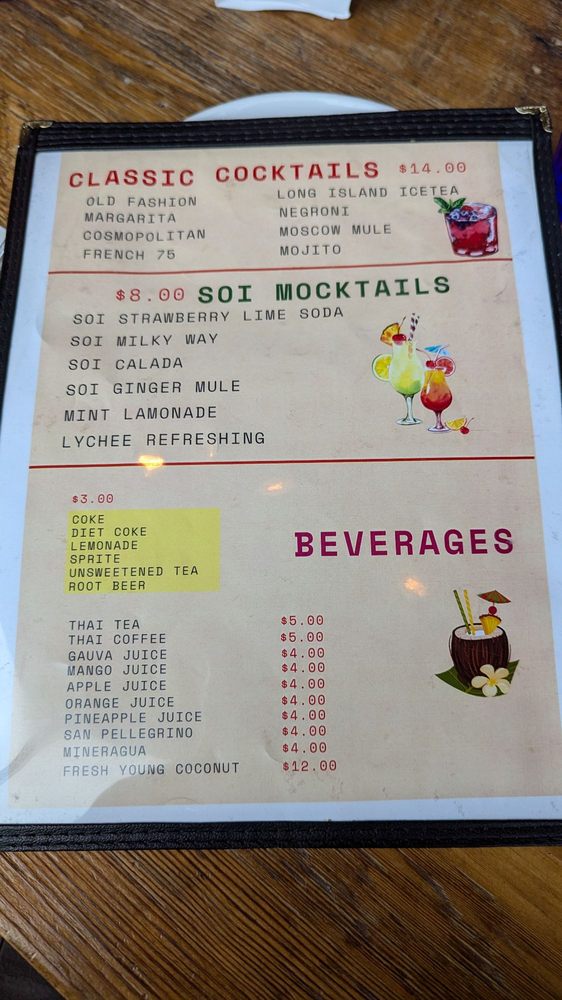 CLASSIC COCKTAILS $14.00
OLD FASHION
MARGARITA
COSMOPOLITAN
FRENCH 75
LONG ISLAND ICETEA
NEGRONI
MOSCOW MULE
MOJITO
$8.00 SOI MOCKTAILS
SOI STRAWBERRY LIME SODA
SOI MILKY WAY
SOI CALADA
SOI GINGER MULE
MINT LAMONADE
LYCHEE REFRESHING
$3.00
COKE
DIET COKE
LEMONADE
SPRITE
UNSWEETENED TEA
ROOT BEER
BEVERAGES
THAI TEA $5.00
THAI COFFEE $5.00
GAUVA JUICE $4.00
MANGO JUICE $4.00
APPLE JUICE $4.00
ORANGE JUICE $4.00
PINEAPPLE JUICE $4.00
SAN PELLEGRINO $4.00
MINERAGUA $4.00
FRESH YOUNG COCONUT $12.00